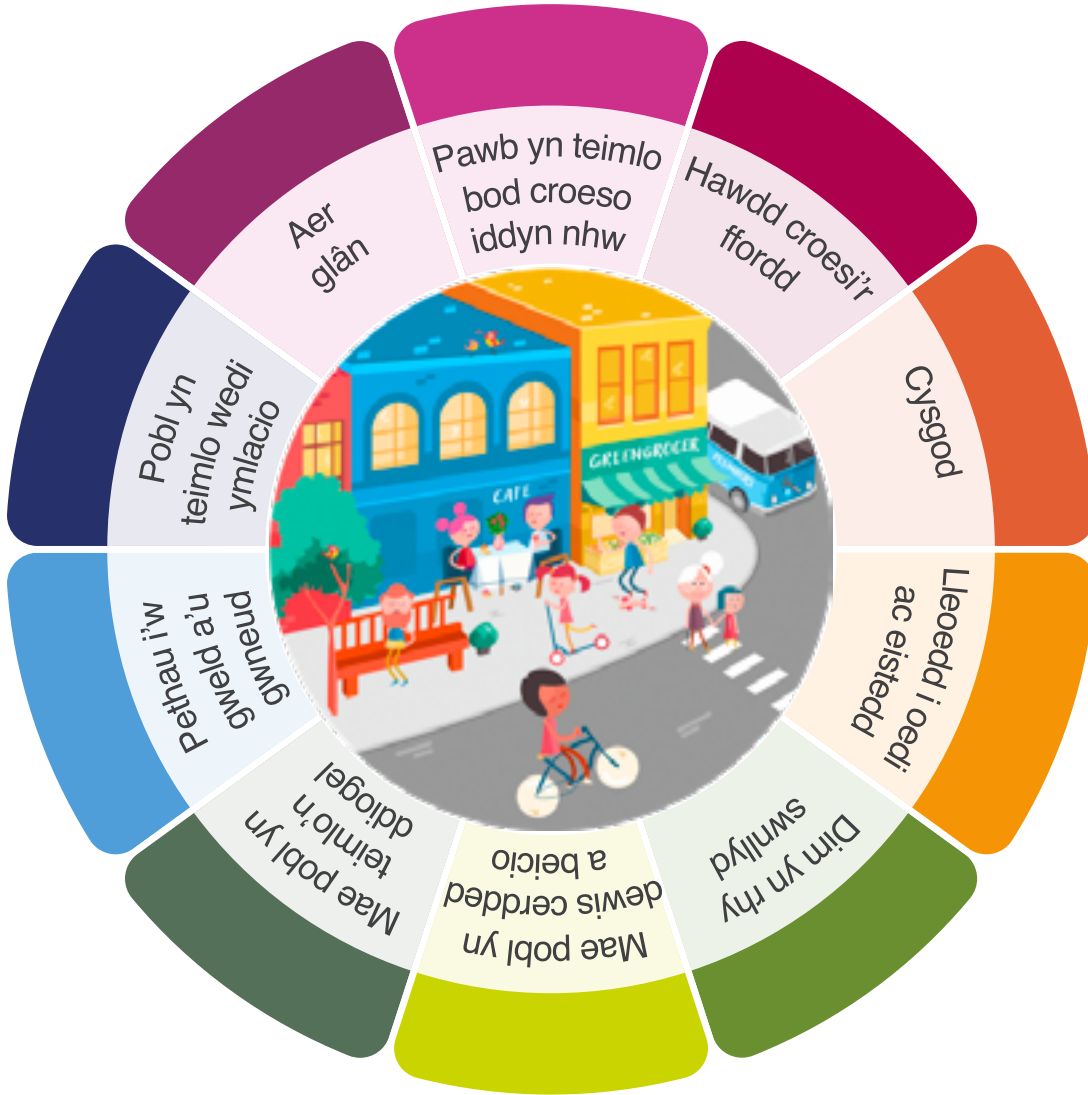 Pawb yn teimlo
bod croeso
iddyn nhw
Hawdd croesi’r
ffordd
Cysgod
Lleoedd i oedi
ac eistedd
Dim yn rhy
swnllyd
Mae pobl yn
dewis cerdded
a beicio
Mae pobl yn
teimlo’n
ddiogel
Pethau i’w
gweld a’u
gwneud
Pobl yn
teimlo wedi
ymlacio
Aer
glân
CAFE
GREENGROCER